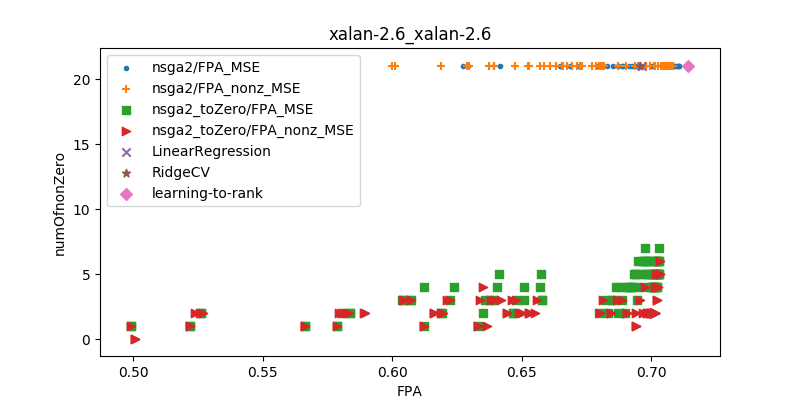 xalan-2.6_xalan-2.6
nsga2/FPA_MSE
nsga2/FPA_nonz_MSE
nsga2_toZero/FPA_MSE
nsga2_toZero/FPA_nonz_MSE
LinearRegression
RidgeCV
learning-to-rank
numOfnonZero
20
15
10
5
0
0.50 0.55 0.60 0.65 0.70
FPA